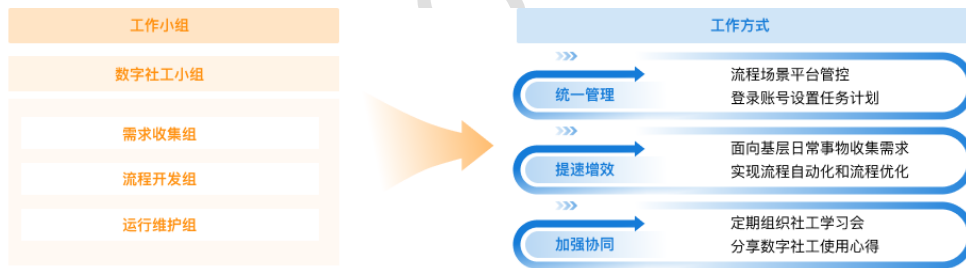 工作小组
数字社工小组
需求收集组
流程开发组
运行维护组
工作方式
统一管理
流程场景平台管控
登录账号设置任务计划
提速增效
面向基层日常事物收集需求
实现流程自动化和流程优化
加强协同
定期组织社工学习会
分享数字社工使用心得